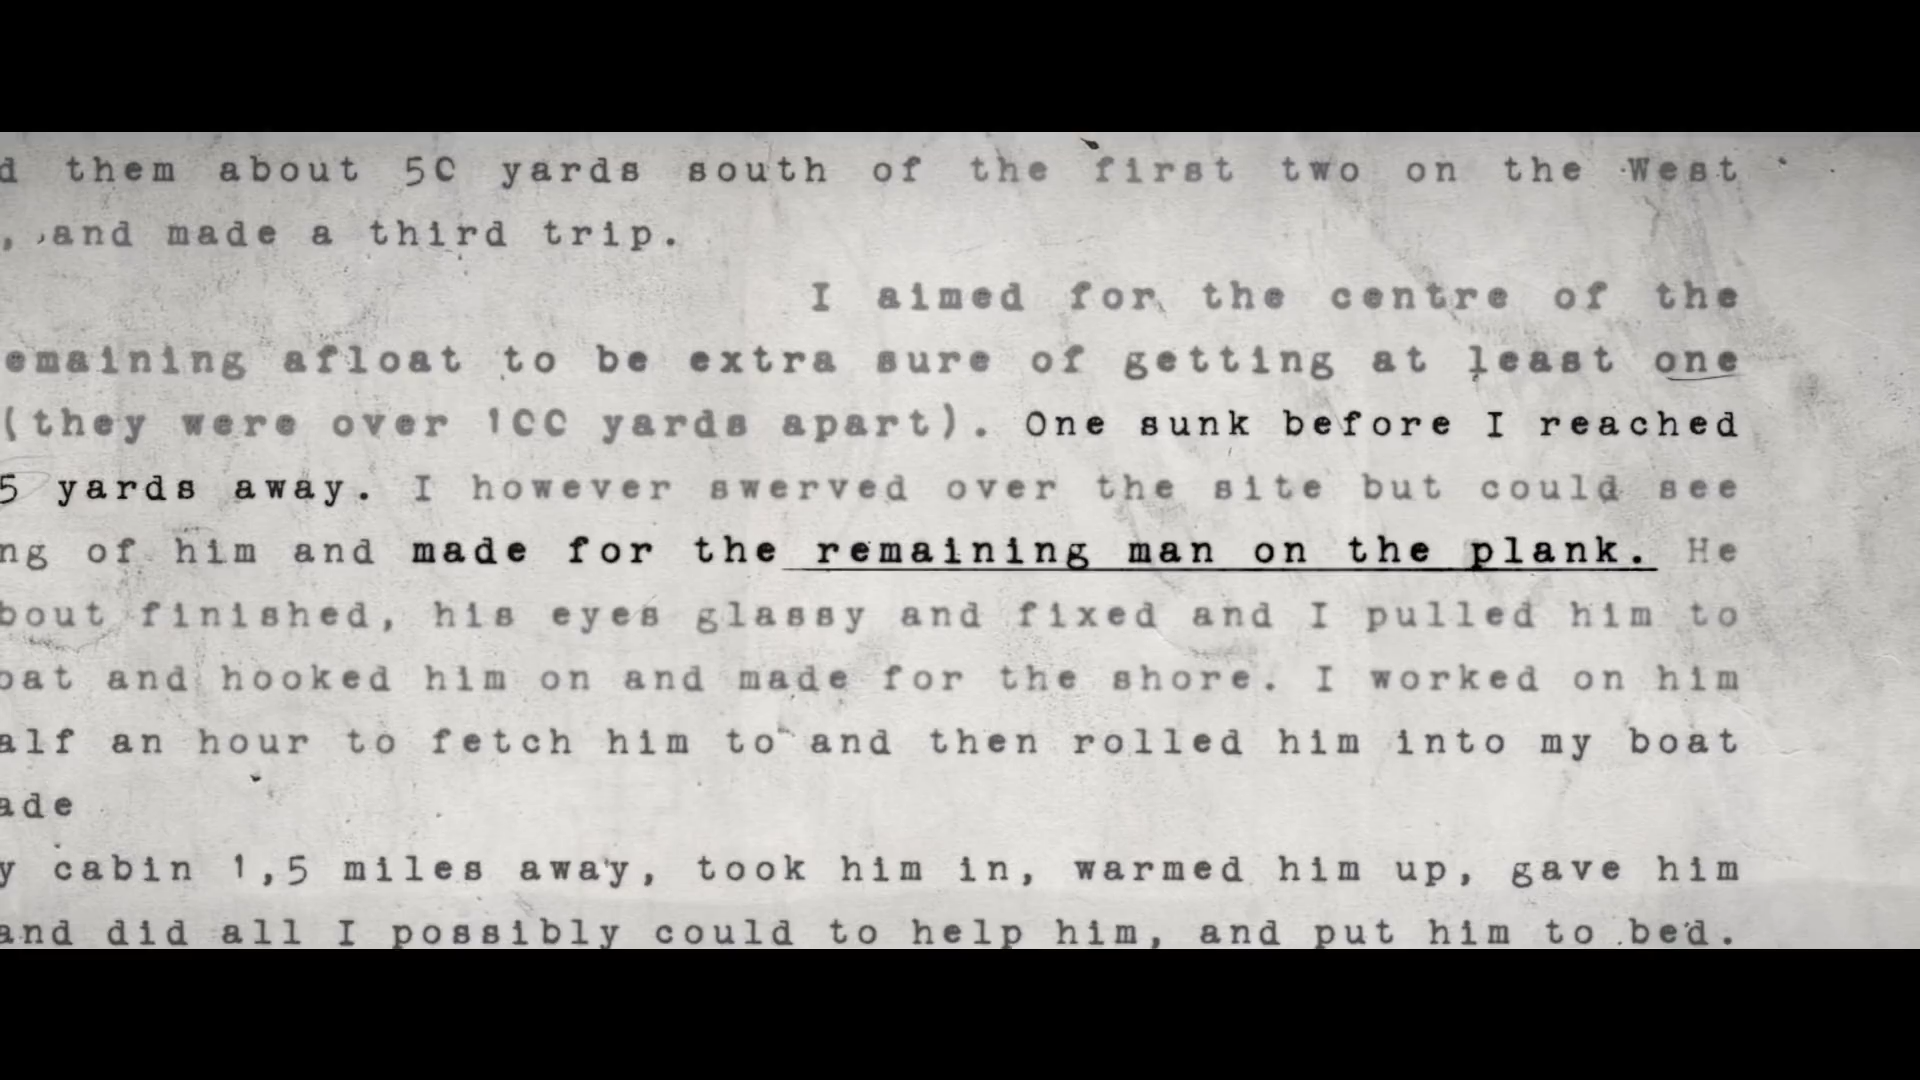 d them about 50 yards south of the first two on the West
, and made a third trip.
I aimed for the centre of the
emaining afloat to be extra sure of getting at least one
(they were over 100 yards apart). One sunk before I reached
5 yards away. I however swerved over the site but could see
ng of him and made for the remaining man on the plank. He
bout finished, his eyes glassy and fixed and I pulled him to
oat and hooked him on and made for the shore. I worked on him
alf an hour to fetch him to and then rolled him into my boat
ade
y cabin 1,5 miles away, took him in, warmed him up, gave him
and did all I possibly could to help him, and put him to bed.